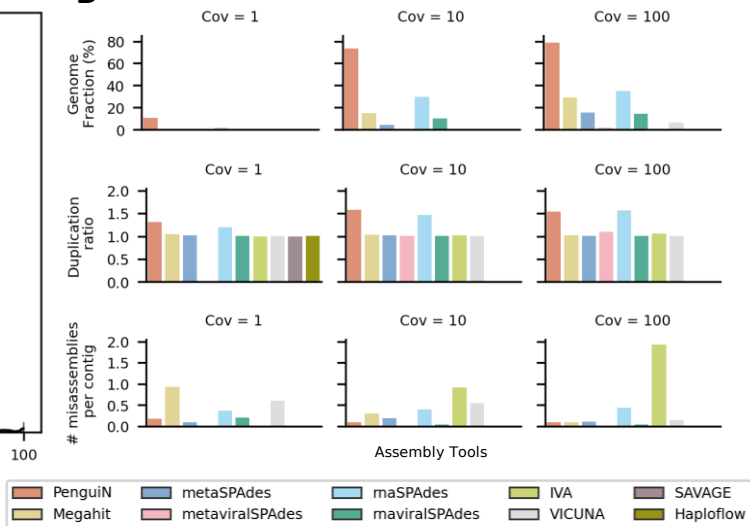 Cov = 1 Cov = 10 Cov = 100
Genome
Fraction (%)
80
60
40
20
0
Cov = 1 Cov = 10 Cov = 100
Duplication
ratio
2.0
1.5
1.0
0.5
0.0
Cov = 1 Cov = 10 Cov = 100
# misassemblies
per contig
2.0
1.5
1.0
0.5
0.0
100
Assembly Tools
PenguiN metaSPAdes rnaSPAdes IVA SAVAGE
Megahit metaviralSPAdes rnaviralSPAdes VICUNA Haploflow